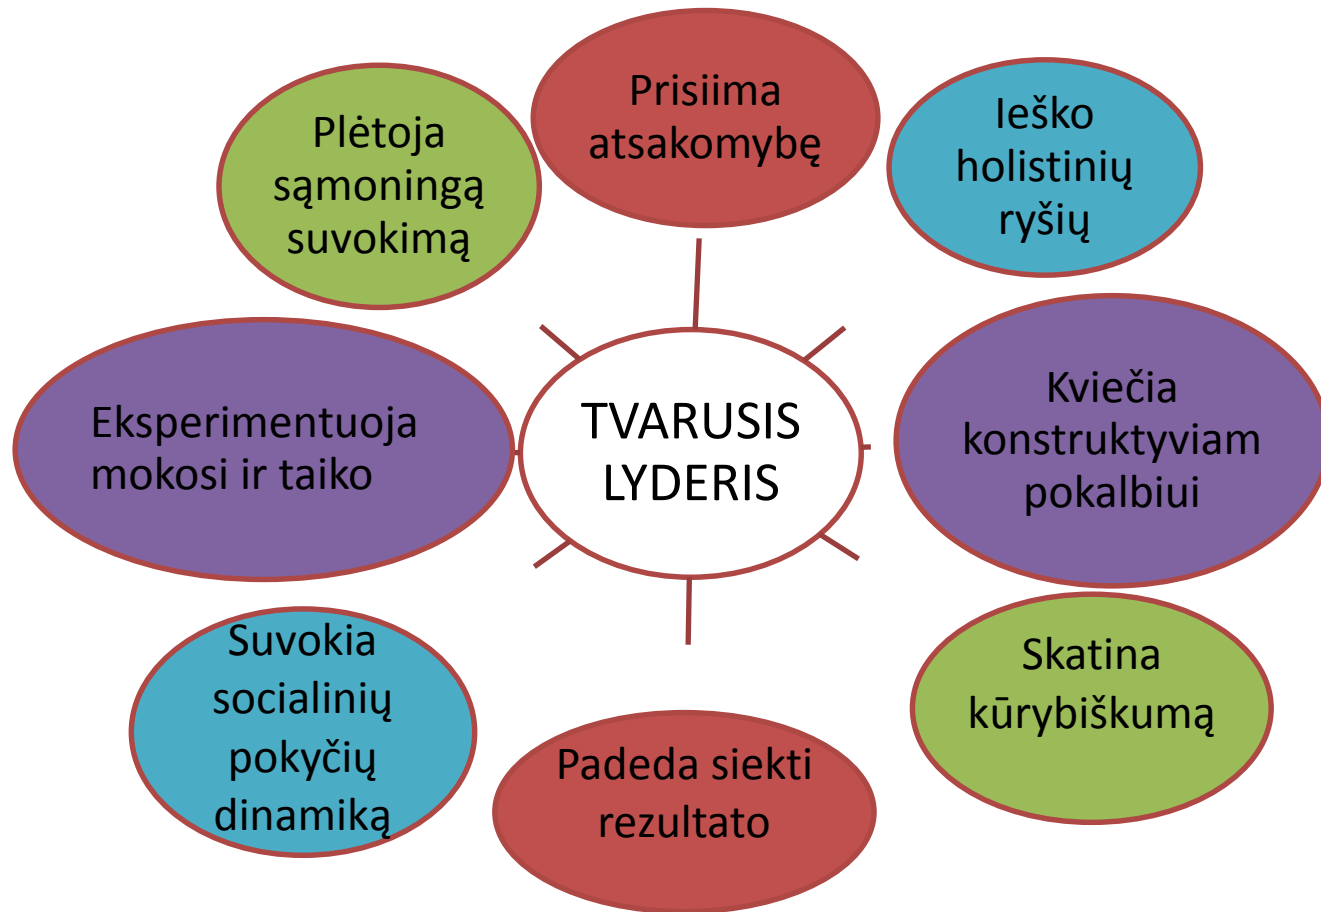 Prisiima
atsakomybę
Ieško
holistinių
ryšių
Kviečia
konstruktyviam
pokalbiui
Skatina
kūrybiškumą
Padeda siekti
rezultato
Suvokia
socialinių
pokyčių
dinamiką
Eksperimentuoja
mokosi ir taiko
Plėtoja
sąmoningą
suvokimą
TVARUSIS
LYDERIS